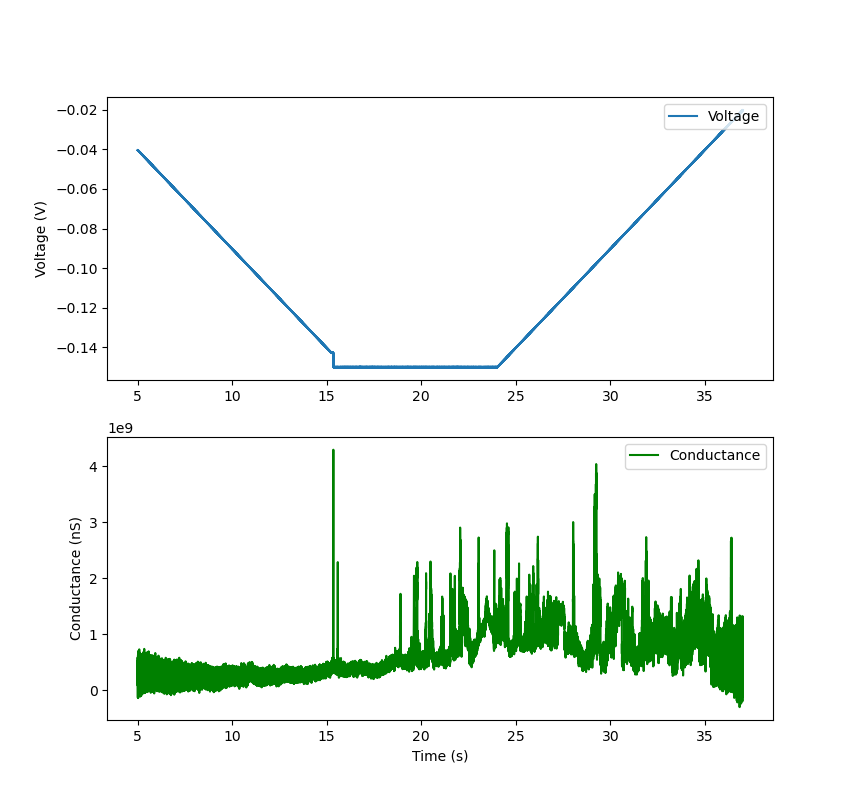 Voltage
−0.02
−0.04
−0.06
−0.08
−0.10
−0.12
−0.14
Voltage (V)
5 10 15 20 25 30 35
1e9
Conductance
4
3
2
1
0
Conductance (nS)
5 10 15 20 25 30 35
Time (s)